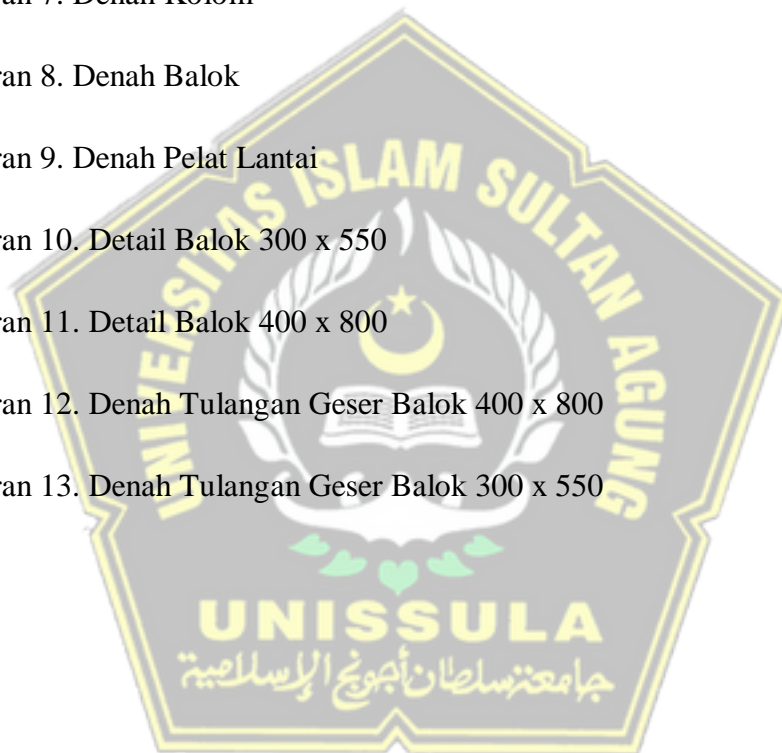 ran 7. Denah Kolom
ran 8. Denah Balok
ran 9. Denah Pelat Lantai
ran 10. Detail Balok 300 x 550
ran 11. Detail Balok 400 x 800
ran 12. Denah Tulangan Geser Balok 400 x 800
ran 13. Denah Tulangan Geser Balok 300 x 550
UNIVERSITAS ISLAM SULTAN AGUNG
UNISSULA
جامعة سلطان أجونج الإسلامية